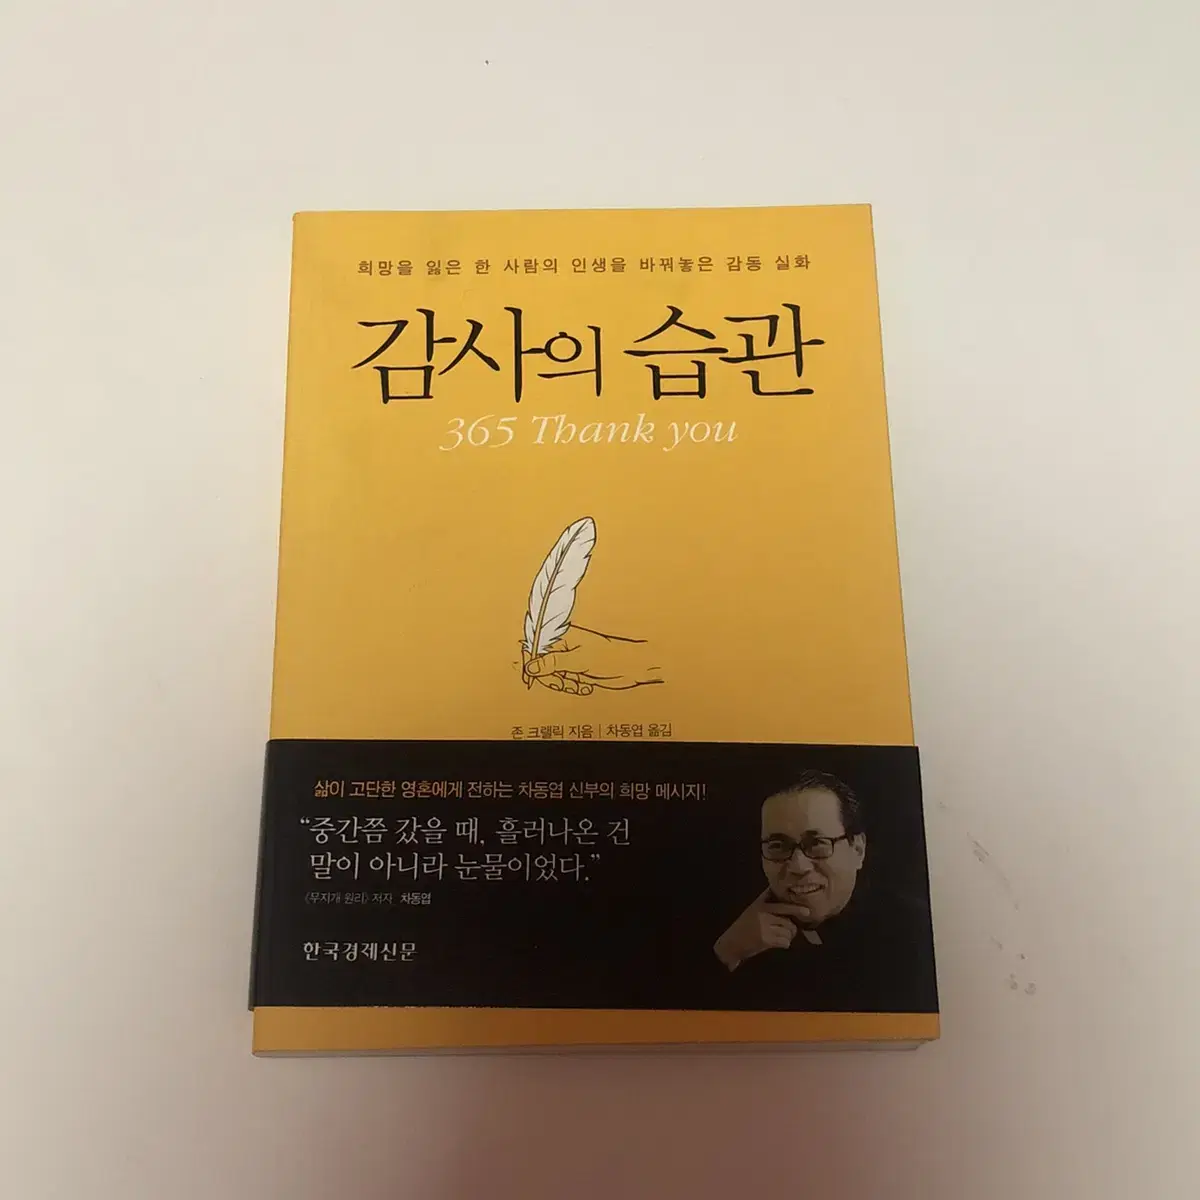 희망을 잃은 한 사람의 인생을 바꿔놓은 감동 실화
감사의 습관
365 Thank you
존 크랠릭 지음 | 차동엽 옮김
삶이 고단한 영혼에게 전하는 차동엽 신부의 희망 메시지!
“중간쯤 갔을 때, 흘러나온 건
말이 아니라 눈물이었다.”
《무지개 원리》 저자 차동엽
한국경제신문